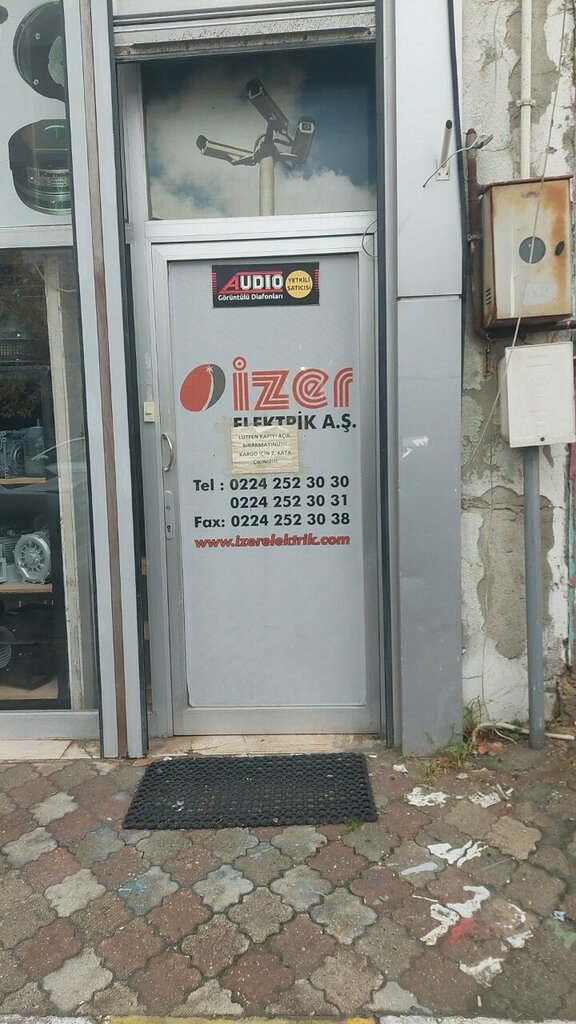 AUDIO
Görüntülü Diafonları
YETKİLİ
SATICISI
izer
ELEKTRİK A.Ş.
LÜTFEN KAPIYI AÇIK
BIRAKMAYINIZ!!!
KARGO İÇİN 2. KATA
ÇIKINIZ!!!
Tel : 0224 252 30 30
0224 252 30 31
Fax: 0224 252 30 38
www.izerelektrik.com